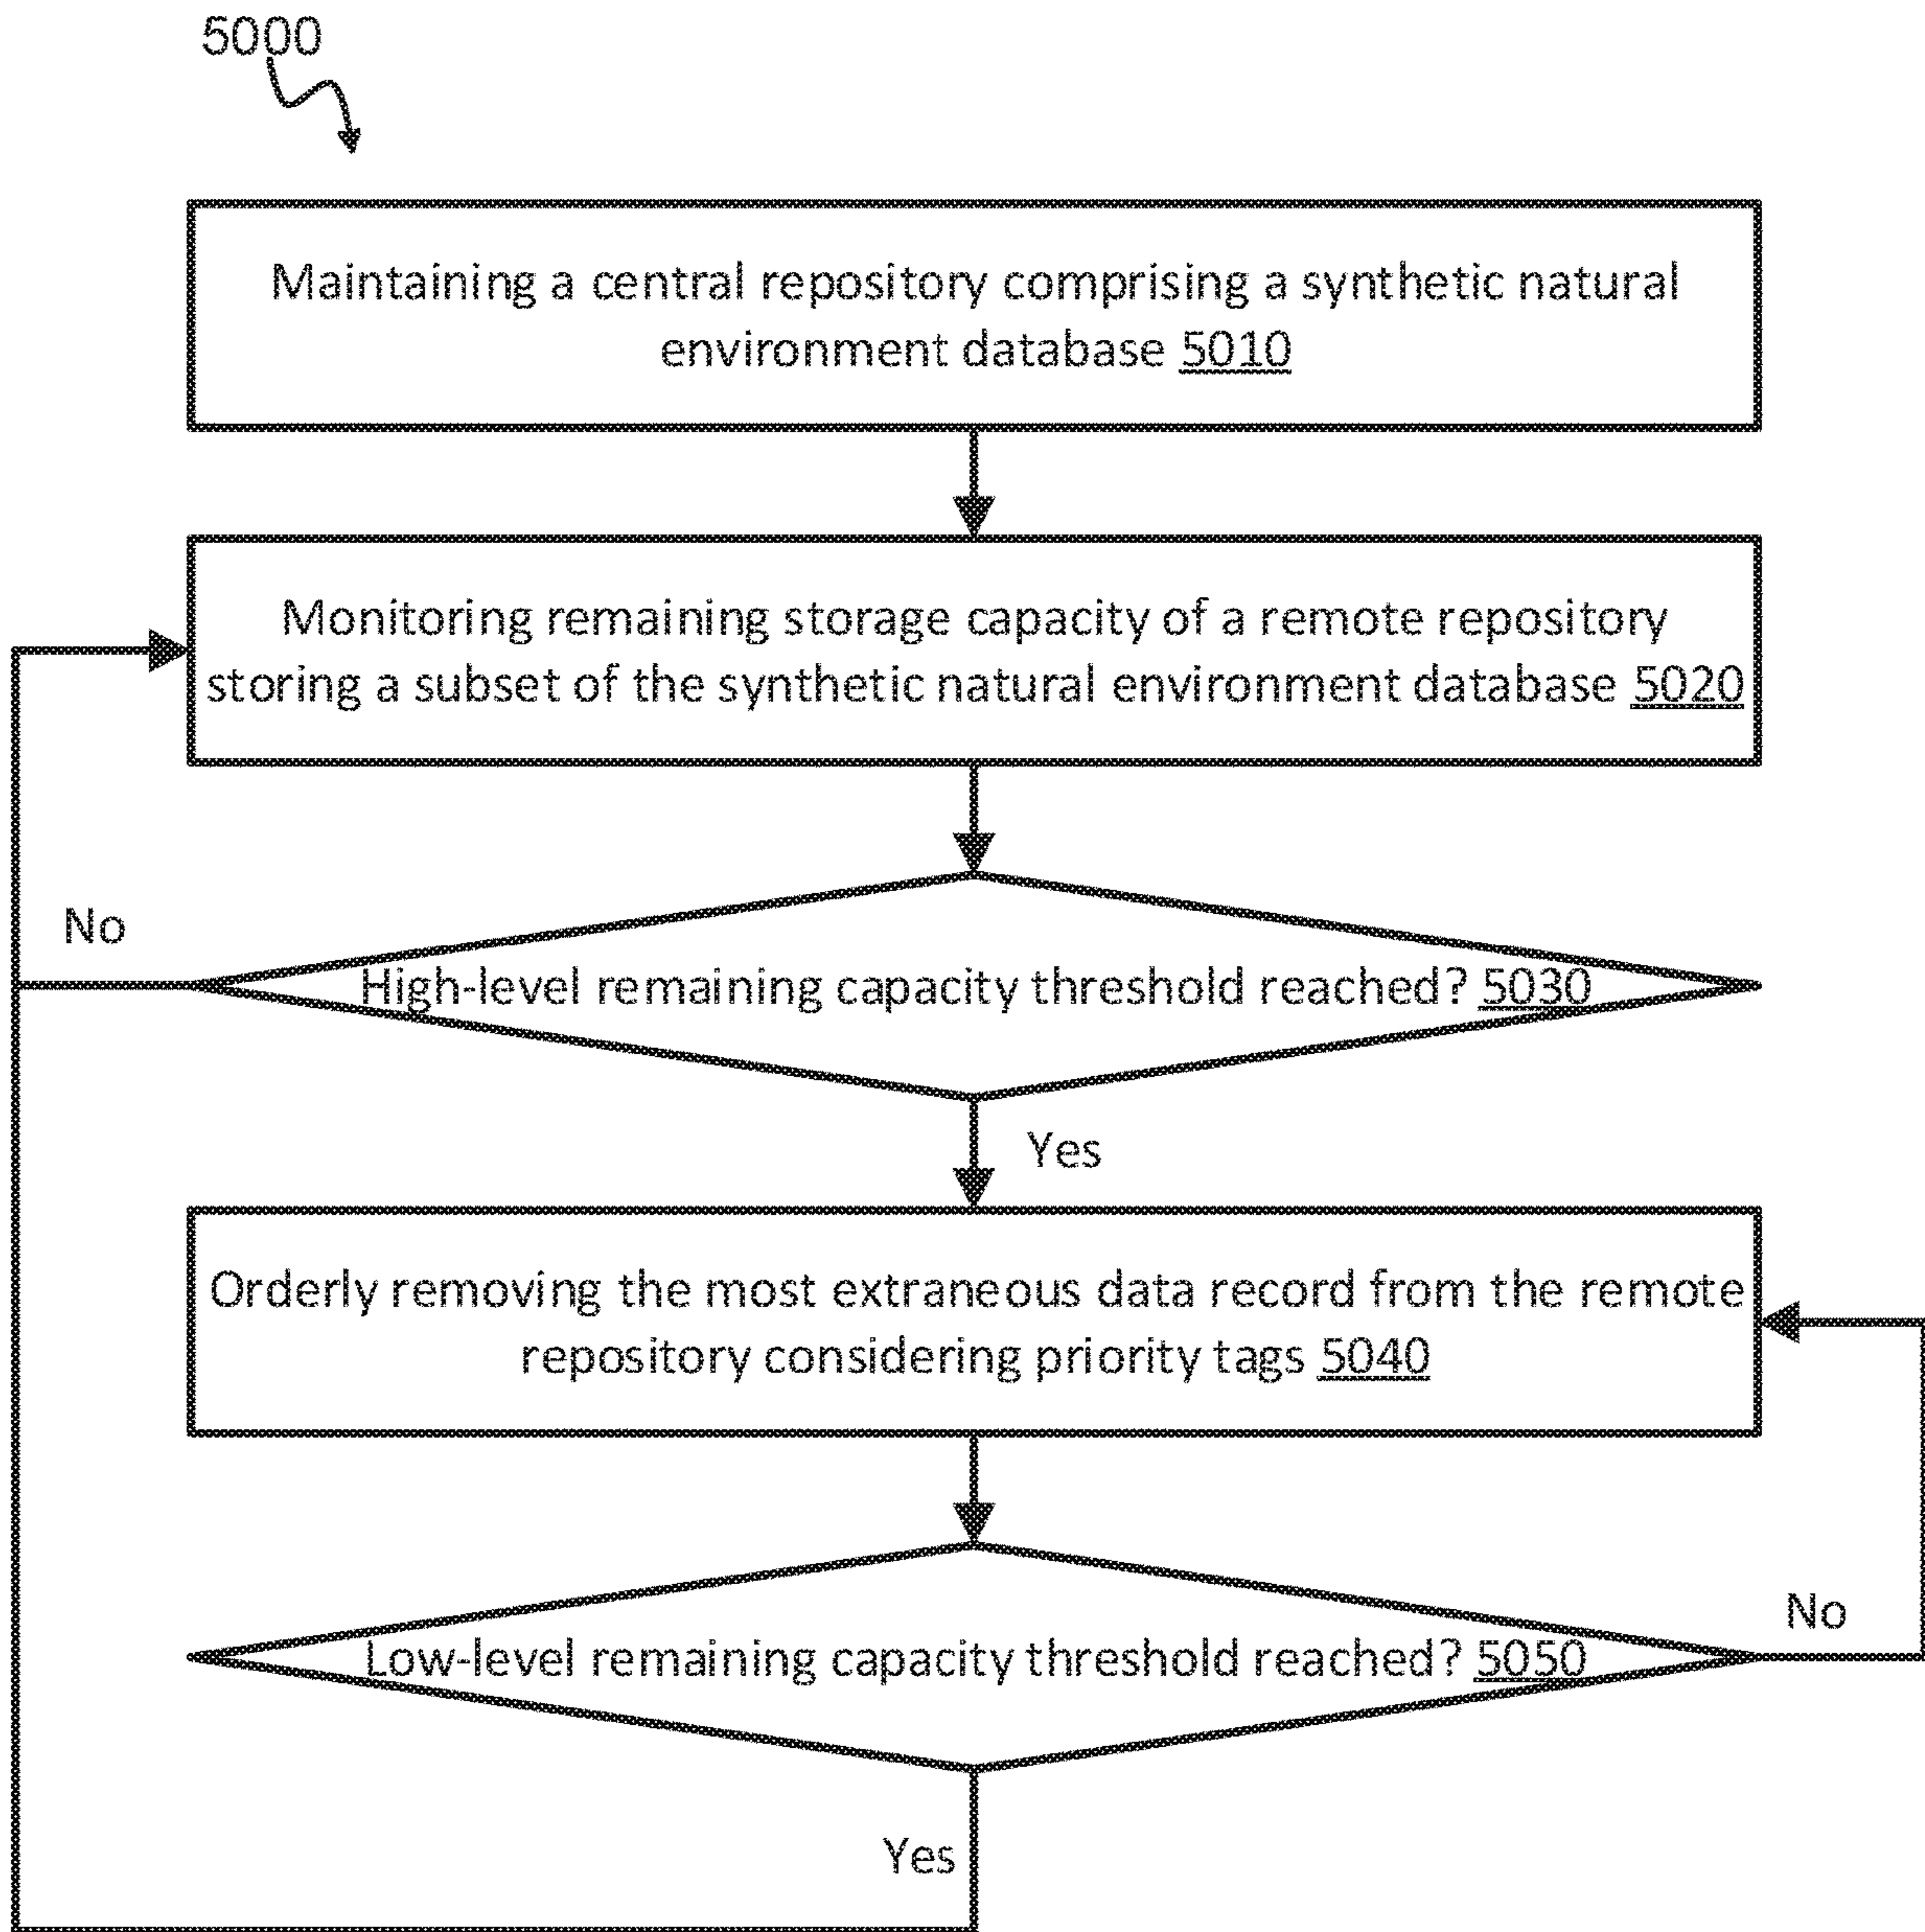 5000
Maintaining a central repository comprising a synthetic natural
environment database 5010
Monitoring remaining storage capacity of a remote repository
storing a subset of the synthetic natural environment database 5020
No
High-level remaining capacity threshold reached? 5030
Yes
Orderly removing the most extraneous data record from the remote
repository considering priority tags 5040
No
Low-level remaining capacity threshold reached? 5050
Yes